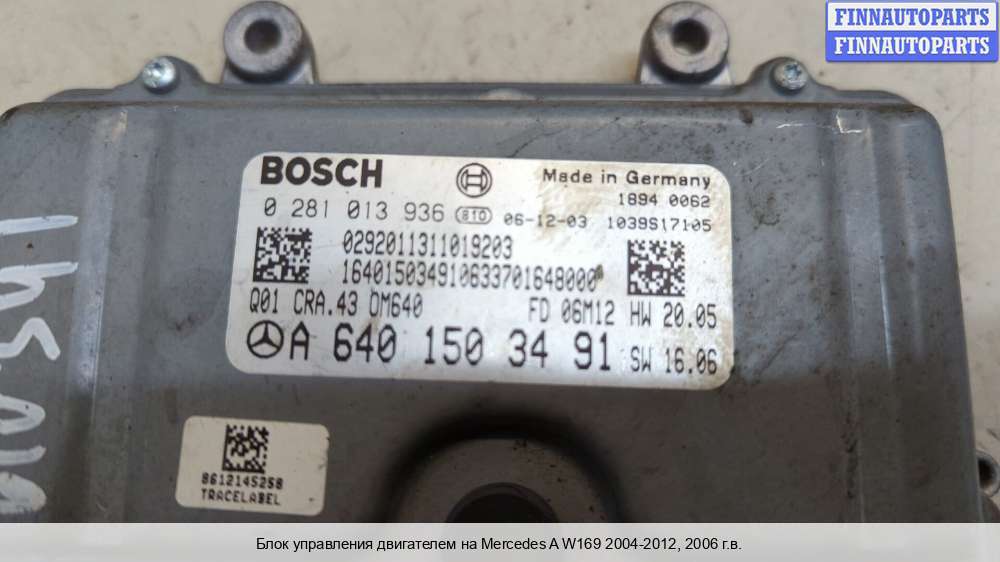 FINNAUTOPARTS
FINNAUTOPARTS
BOSCH
Made in Germany
1894 0062
0 281 013 936 810 06-12-03 1039S17105
0292011311019203
164015034910633701648000
Q01 CRA.43 OM640 FD 06M12 HW 20.05
A 640 150 34 91 SW 16.06
8612145258
TRACELABEL
Блок управления двигателем на Mercedes A W169 2004-2012, 2006 г.в.